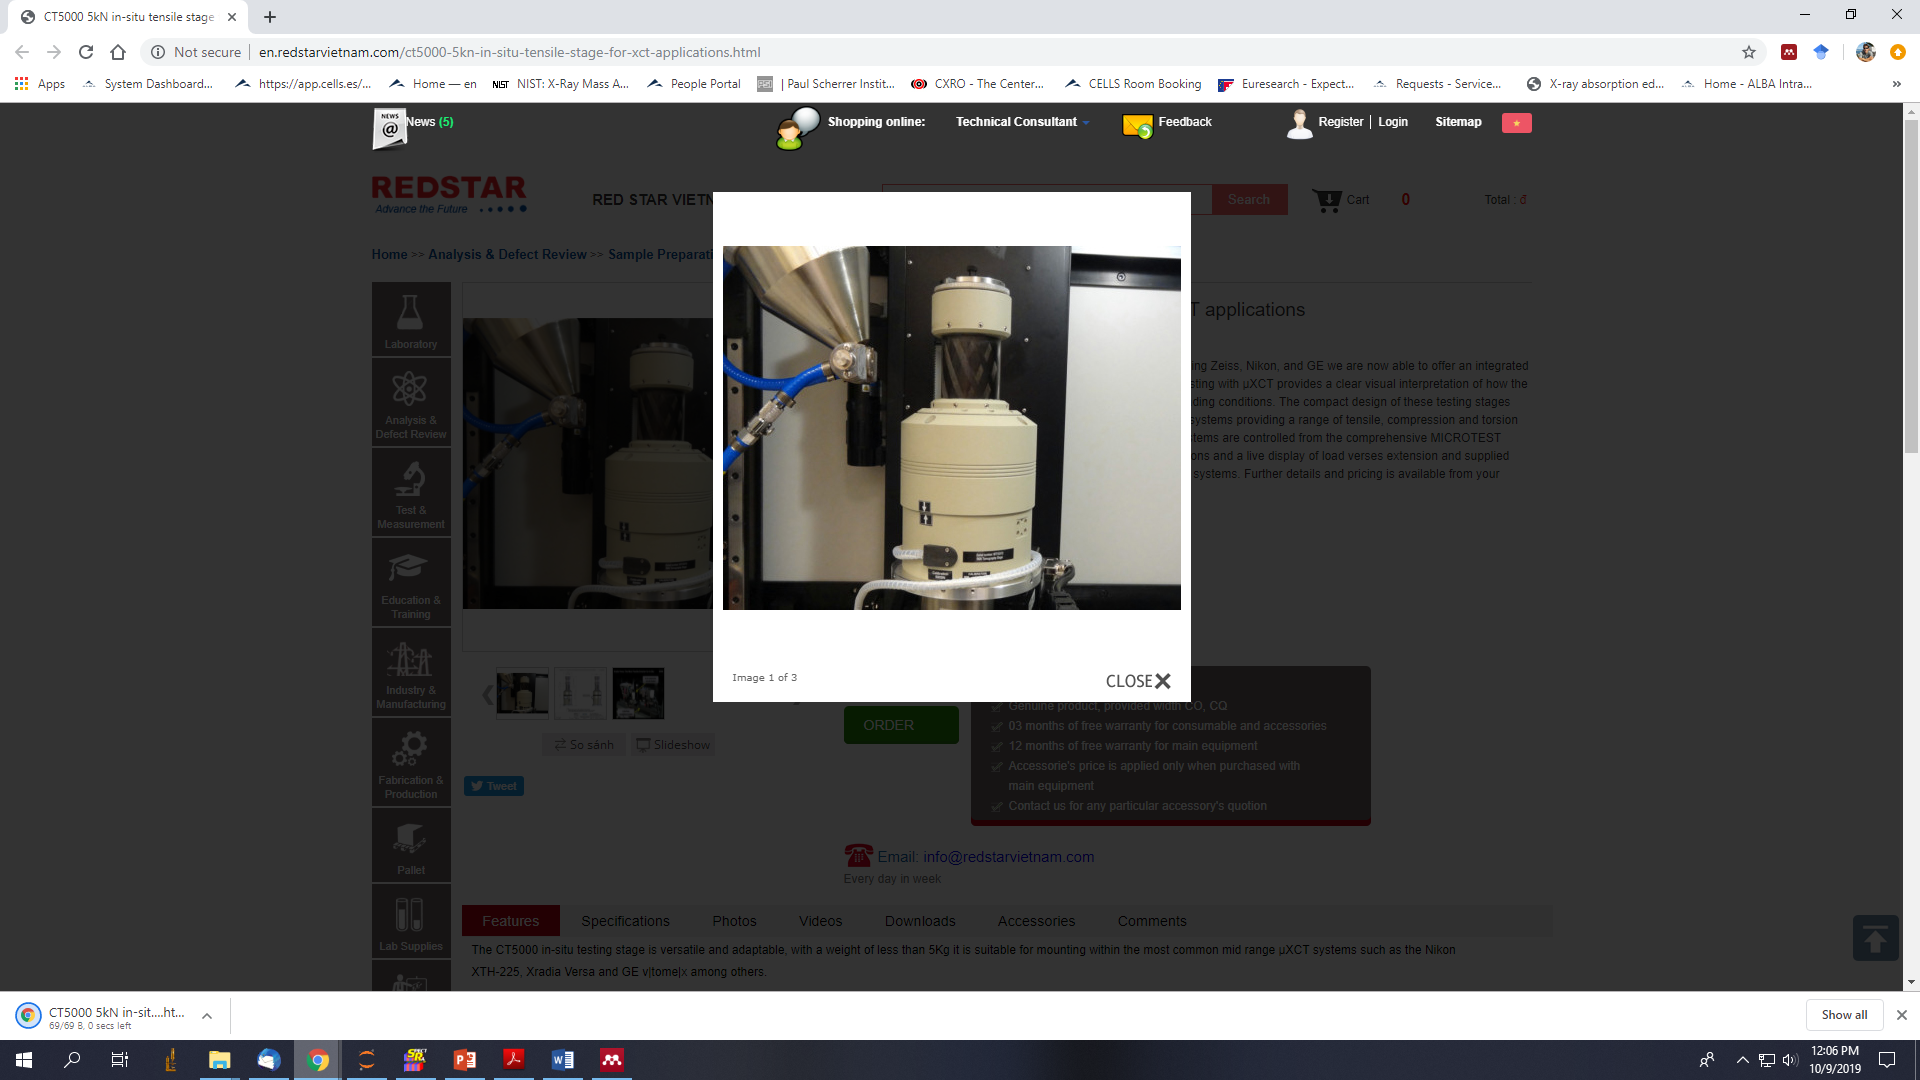 CT5000 5kN in-situ tensile stage
Not secure
en.redstarvietnam.com/ct5000-5kn-in-situ-tensile-stage-for-xct-applications.html
Apps
System Dashboard...
https://app.cells.es/...
Home — en
NIST
NIST: X-Ray Mass A...
People Portal
| Paul Scherrer Instit...
CXRO - The Center...
CELLS Room Booking
Euresearch - Expect...
Requests - Service...
X-ray absorption ed...
Home - ALBA Intra...
»
NEWS
@
News (5)
Shopping online:
Technical Consultant
Feedback
Register | Login
Sitemap
REDSTAR
Advance the Future
RED STAR VIETN
Search
Cart
0
Total : đ
Home >> Analysis & Defect Review >> Sample Preparati
Laboratory
Analysis &
Defect Review
Test &
Measurement
Education &
Training
Industry &
Manufacturing
Fabrication &
Production
Pallet
Lab Supplies
T applications
ing Zeiss, Nikon, and GE we are now able to offer an integrated
sting with µXCT provides a clear visual interpretation of how the
ding conditions. The compact design of these testing stages
systems providing a range of tensile, compression and torsion
tems are controlled from the comprehensive MICROTEST
ons and a live display of load verses extension and supplied
systems. Further details and pricing is available from your
Image 1 of 3
CLOSE
So sánh
Slideshow
Tweet
ORDER
Genuine product, provided width CO, CQ
03 months of free warranty for consumable and accessories
12 months of free warranty for main equipment
Accessorie's price is applied only when purchased with
main equipment
Contact us for any particular accessory's quotion
Email: info@redstarvietnam.com
Every day in week
Features
Specifications
Photos
Videos
Downloads
Accessories
Comments
The CT5000 in-situ testing stage is versatile and adaptable, with a weight of less than 5Kg it is suitable for mounting within the most common mid range µXCT systems such as the Nikon
XTH-225, Xradia Versa and GE v|tome|x among others.
CT5000 5kN in-sit....ht...
69/69 B, 0 secs left
Show all
12:06 PM
10/9/2019